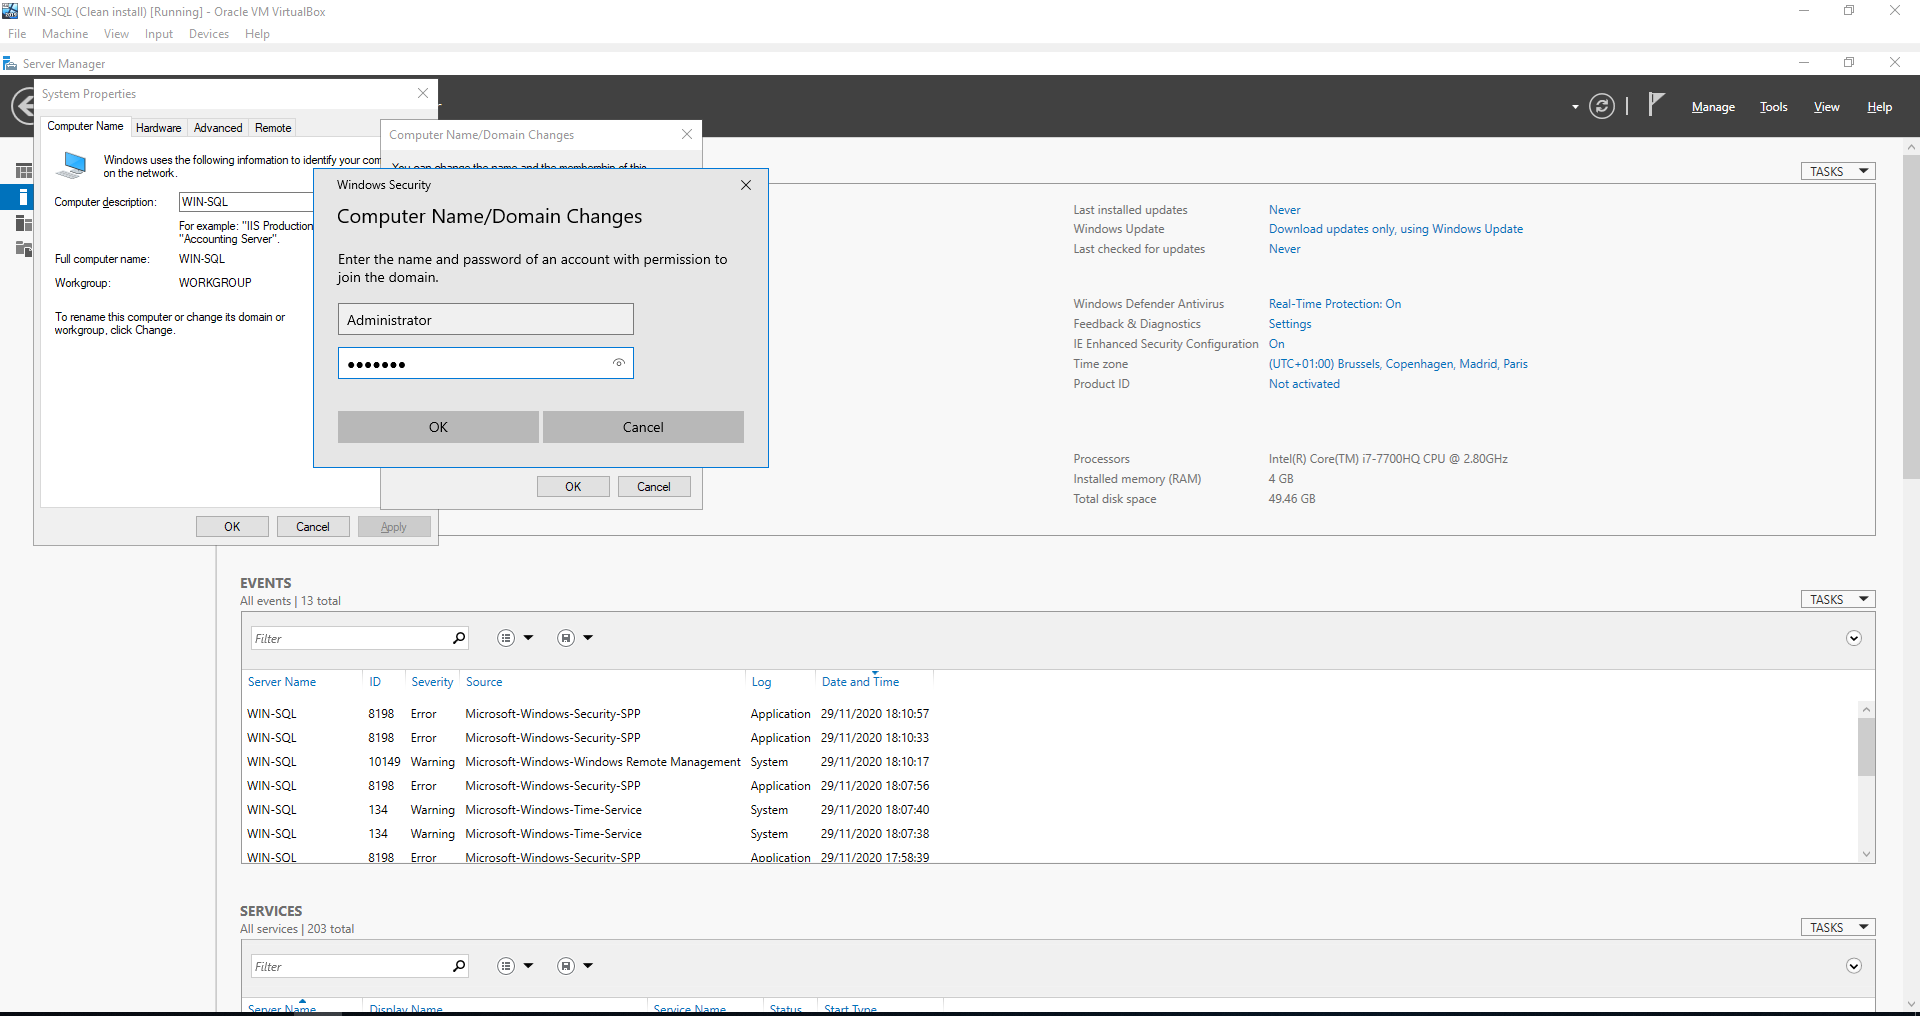 WIN-SQL (Clean install) [Running] - Oracle VM VirtualBox
File Machine View Input Devices Help
Server Manager
Manage Tools View Help
System Properties
Computer Name Hardware Advanced Remote
Windows uses the following information to identify your com
on the network.
Computer description: WIN-SQL
For example: "IIS Production
"Accounting Server".
Full computer name: WIN-SQL
Workgroup: WORKGROUP
To rename this computer or change its domain or
workgroup, click Change.
OK Cancel Apply
Computer Name/Domain Changes
You can change the name and the membership of this
OK Cancel
Windows Security
Computer Name/Domain Changes
Enter the name and password of an account with permission to
join the domain.
Administrator
●●●●●●●
OK Cancel
TASKS
Last installed updates Never
Windows Update Download updates only, using Windows Update
Last checked for updates Never
Windows Defender Antivirus Real-Time Protection: On
Feedback & Diagnostics Settings
IE Enhanced Security Configuration On
Time zone (UTC+01:00) Brussels, Copenhagen, Madrid, Paris
Product ID Not activated
Processors Intel(R) Core(TM) i7-7700HQ CPU @ 2.80GHz
Installed memory (RAM) 4 GB
Total disk space 49.46 GB
EVENTS
All events | 13 total
TASKS
Filter
Server Name ID Severity Source Log Date and Time
WIN-SQL 8198 Error Microsoft-Windows-Security-SPP Application 29/11/2020 18:10:57
WIN-SQL 8198 Error Microsoft-Windows-Security-SPP Application 29/11/2020 18:10:33
WIN-SQL 10149 Warning Microsoft-Windows-Windows Remote Management System 29/11/2020 18:10:17
WIN-SQL 8198 Error Microsoft-Windows-Security-SPP Application 29/11/2020 18:07:56
WIN-SQL 134 Warning Microsoft-Windows-Time-Service System 29/11/2020 18:07:40
WIN-SQL 134 Warning Microsoft-Windows-Time-Service System 29/11/2020 18:07:38
WIN-SQL 8198 Error Microsoft-Windows-Security-SPP Application 29/11/2020 17:58:39
SERVICES
All services | 203 total
TASKS
Filter
Server Name Display Name Service Name Status Start Type